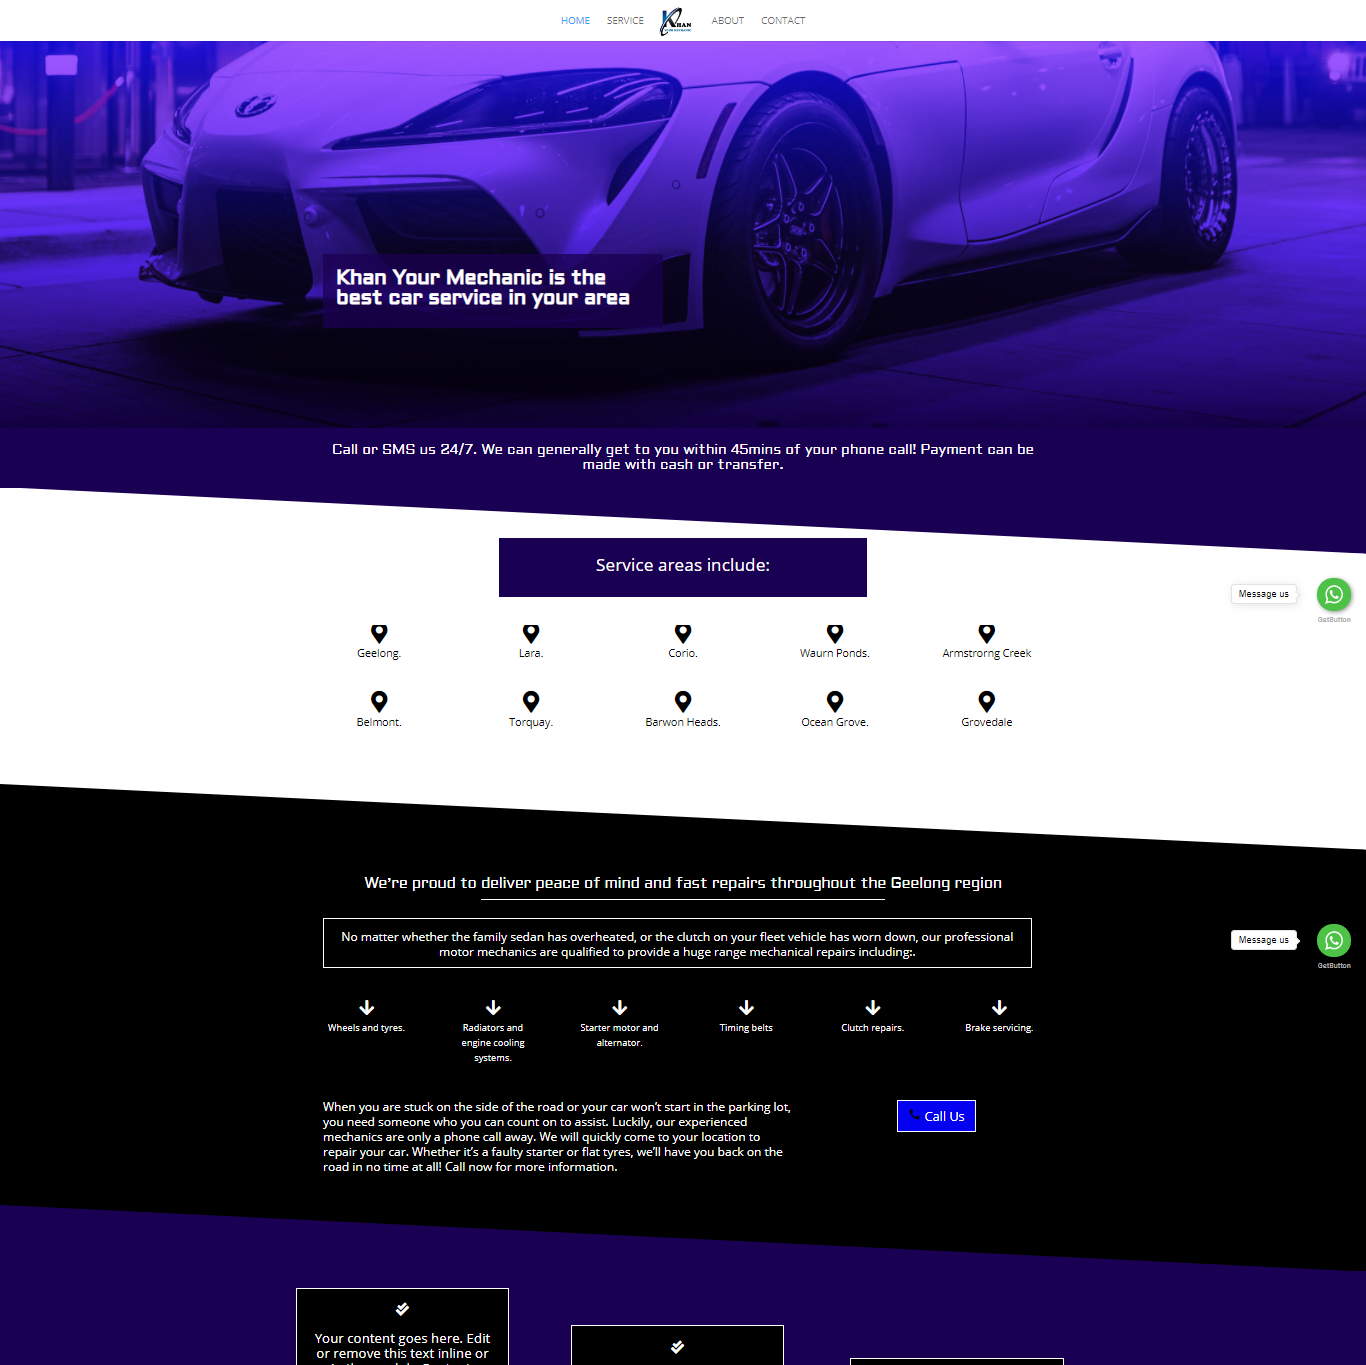 HOME SERVICE KHAN ABOUT CONTACT
Khan Your Mechanic is the
best car service in your area
Call or SMS us 24/7. We can generally get to you within 45mins of your phone call! Payment can be
made with cash or transfer.
Service areas include:
Message us
GetButton
Geelong. Lara. Corio. Waurn Ponds. Armstrorng Creek
Belmont. Torquay. Barwon Heads. Ocean Grove. Grovedale
We're proud to deliver peace of mind and fast repairs throughout the Geelong region
No matter whether the family sedan has overheated, or the clutch on your fleet vehicle has worn down, our professional
motor mechanics are qualified to provide a huge range mechanical repairs including:.
Message us
GetButton
Wheels and tyres.
Radiators and
engine cooling
systems.
Starter motor and
alternator.
Timing belts
Clutch repairs.
Brake servicing.
When you are stuck on the side of the road or your car won't start in the parking lot,
you need someone who you can count on to assist. Luckily, our experienced
mechanics are only a phone call away. We will quickly come to your location to
repair your car. Whether it's a faulty starter or flat tyres, we'll have you back on the
road in no time at all! Call now for more information.
Call Us
Your content goes here. Edit
or remove this text inline or